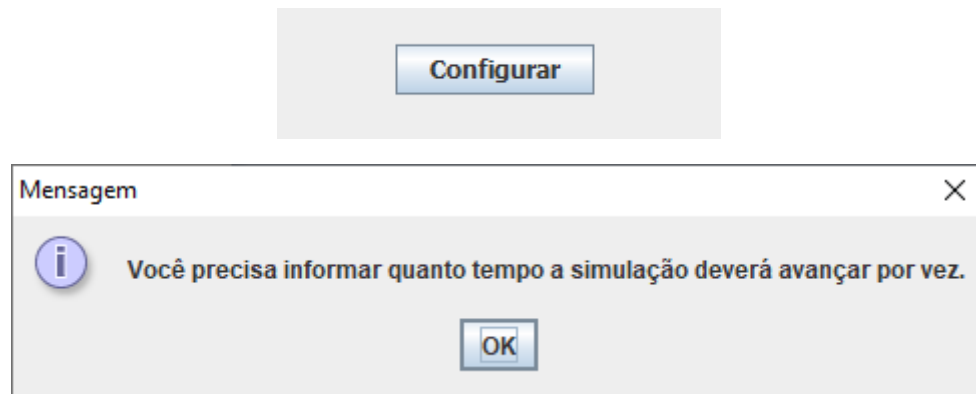 Configurar
Mensagem
Você precisa informar quanto tempo a simulação deverá avançar por vez.
OK